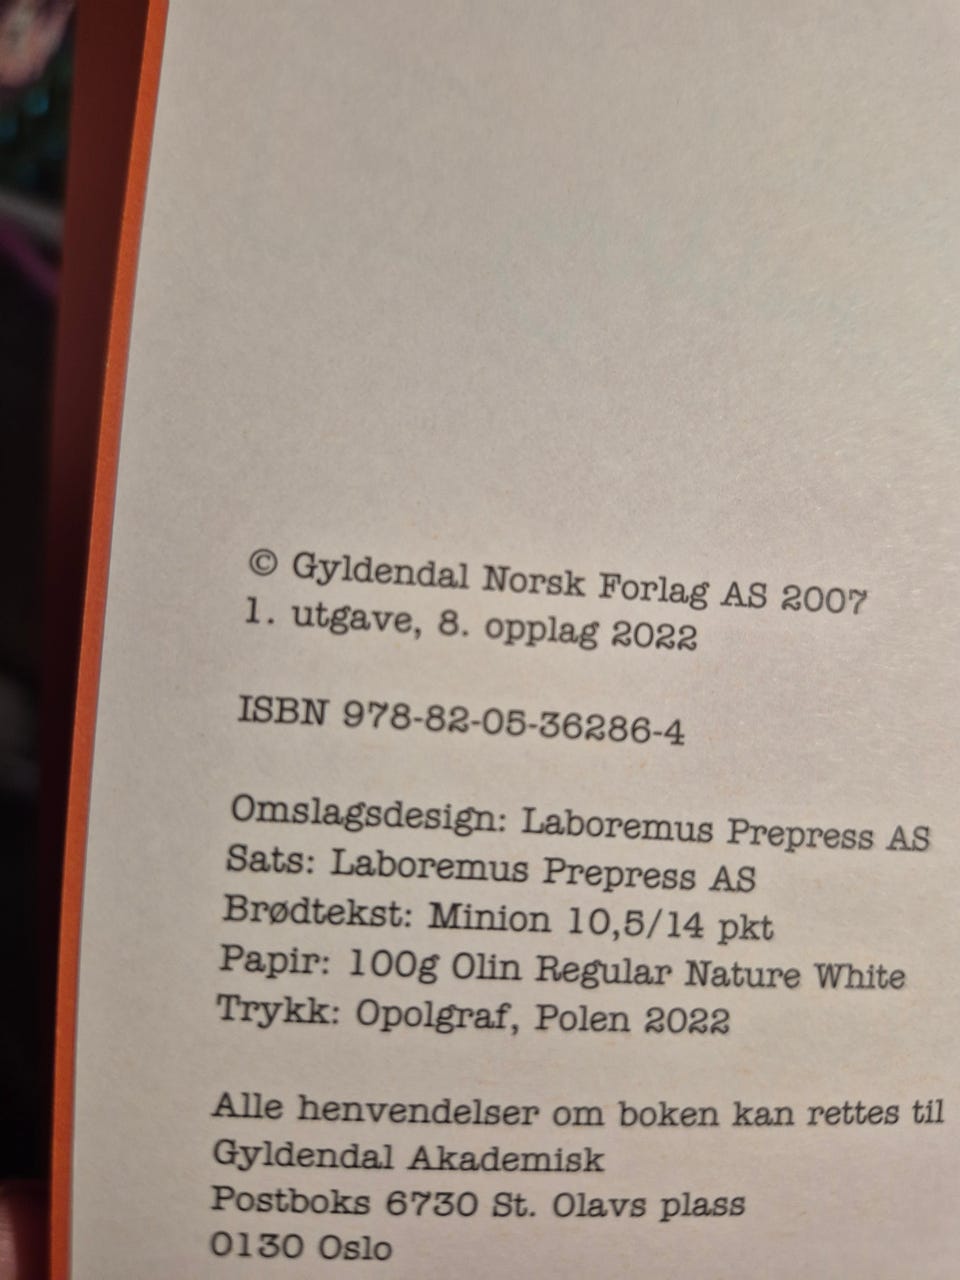 © Gyldendal Norsk Forlag AS 2007
1. utgave, 8. opplag 2022
ISBN 978-82-05-36286-4
Omslagsdesign: Laboremus Prepress AS
Sats: Laboremus Prepress AS
Brødtekst: Minion 10,5/14 pkt
Papir: 100g Olin Regular Nature White
Trykk: Opolgraf, Polen 2022
Alle henvendelser om boken kan rettes til
Gyldendal Akademisk
Postboks 6730 St. Olavs plass
0130 Oslo